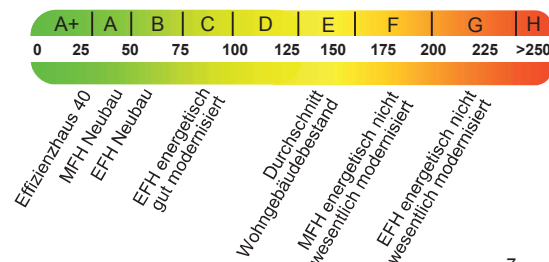 A+ A B C D E F G H
0 25 50 75 100 125 150 175 200 225 >250
Effizienzhaus 40
MFH Neubau
EFH Neubau
EFH energetisch
gut modernisiert
Durchschnitt
Wohngebäudebestand
MFH energetisch nicht
wesentlich modernisiert
EFH energetisch nicht
wesentlich modernisiert